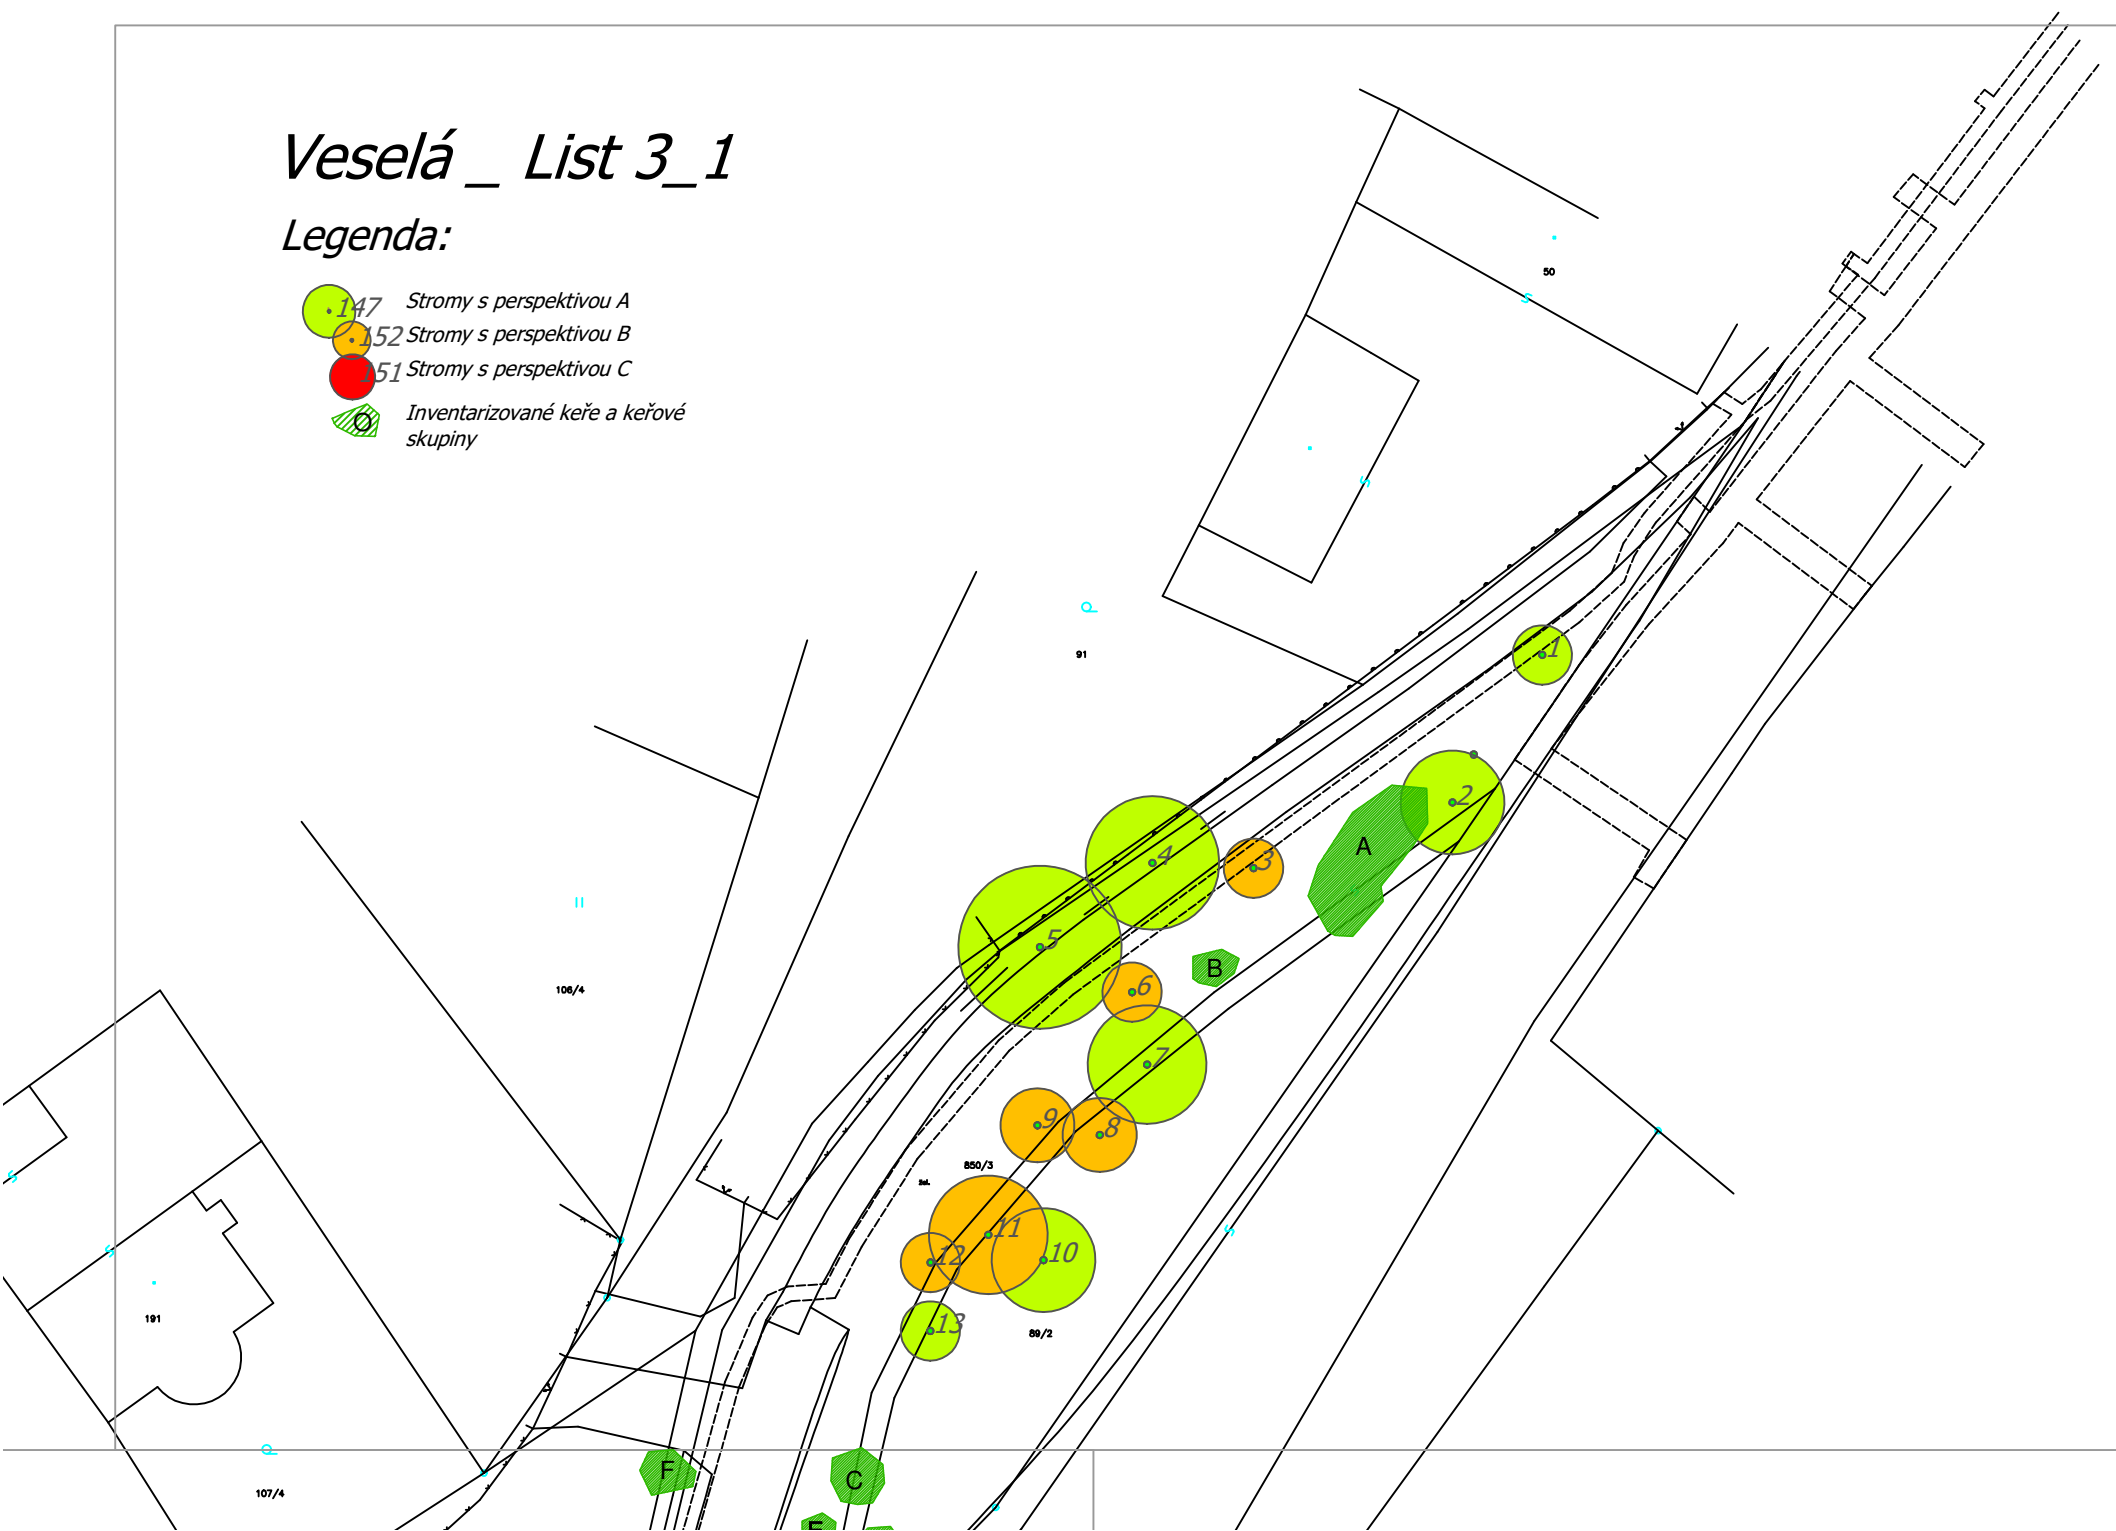 Veselá _ List 3_1
Legenda:
147 Stromy s perspektivou A
152 Stromy s perspektivou B
151 Stromy s perspektivou C
O Inventarizované keře a keřové
skupiny
50
91
1
2
A
4
3
5
B
6
106/4
7
9
8
850/3
11
10
12
13
89/2
191
F
C
107/4
E